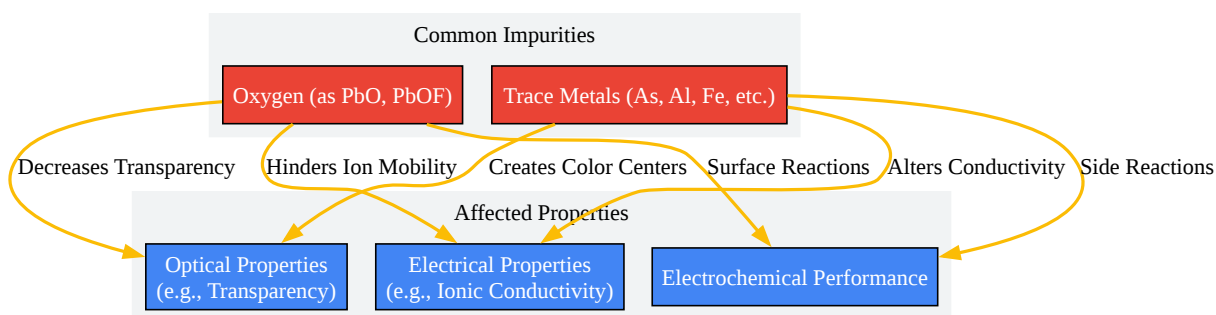 Common Impurities
Oxygen (as PbO, PbOF)
Trace Metals (As, Al, Fe, etc.)
Decreases Transparency
Hinders Ion Mobility
Creates Color Centers
Surface Reactions
Alters Conductivity
Side Reactions
Affected Properties
Optical Properties
(e.g., Transparency)
Electrical Properties
(e.g., Ionic Conductivity)
Electrochemical Performance